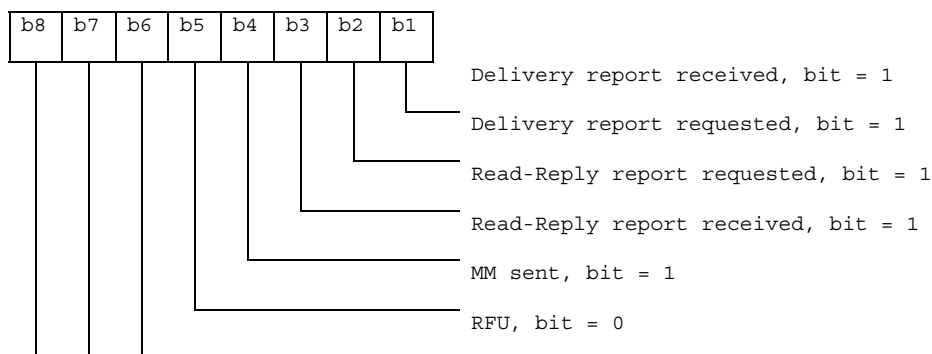 b8 b7 b6 b5 b4 b3 b2 b1
Delivery report received, bit = 1
Delivery report requested, bit = 1
Read-Reply report requested, bit = 1
Read-Reply report received, bit = 1
MM sent, bit = 1
RFU, bit = 0